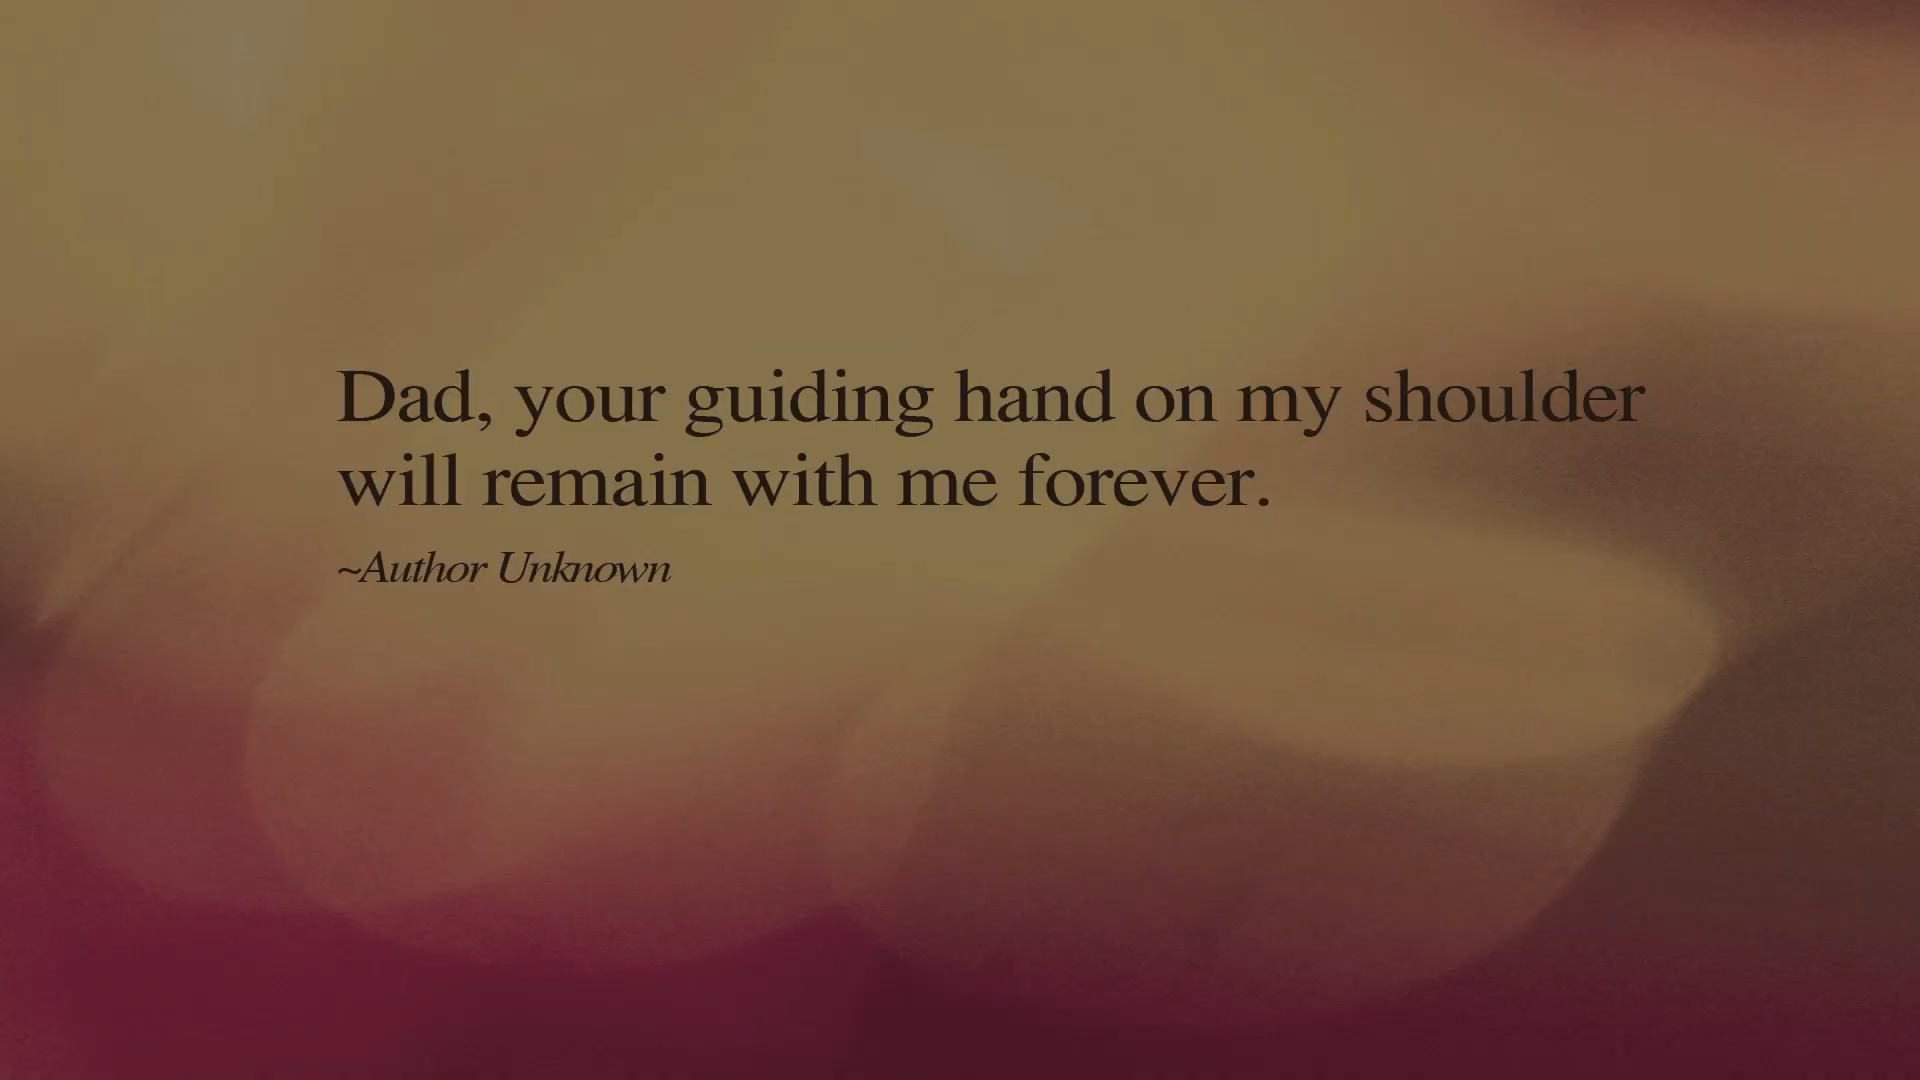 Dad, your guiding hand on my shoulder
will remain with me forever.
~Author Unknown